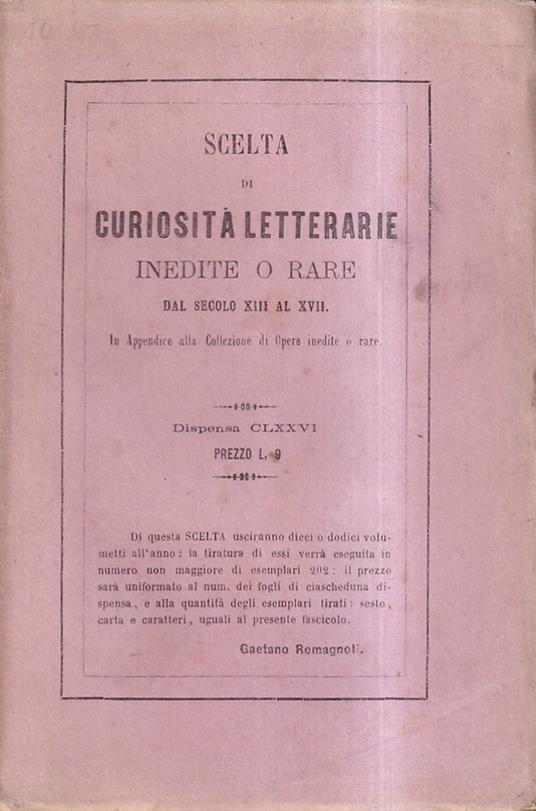 SCELTA
DI
CURIOSITÀ LETTERARIE
INEDITE O RARE
DAL SECOLO XIII AL XVII.
In Appendice alla Collezione di Opere inedite o rare.
Dispensa CLXXVI
PREZZO L. 9
Di questa SCELTA usciranno dieci o dodici volu-
metti all'anno: la tiratura di essi verrà eseguita in
numero non maggiore di esemplari 202: il prezzo
sarà uniformato al num. dei fogli di ciascheduna di-
spensa, e alla quantità degli esemplari tirati: sesto,
carta e caratteri, uguali al presente fascicolo.
Gaetano Romagnoli.